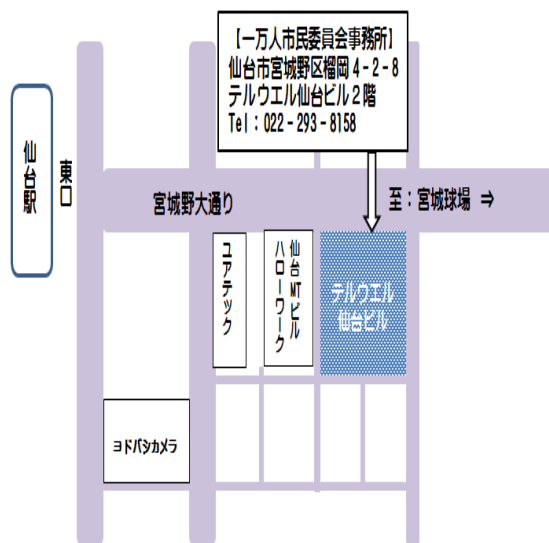 【一万人市民委員会事務所】
仙台市宮城野区榴岡4-2-8
テルウエル仙台ビル2階
Tel：022-293-8158
仙台駅
東口
宮城野大通り
至：宮城球場 ⇒
ユアテック
仙台MTビル
ハローワーク
テルウエル
仙台ビル
ヨドバシカメラ